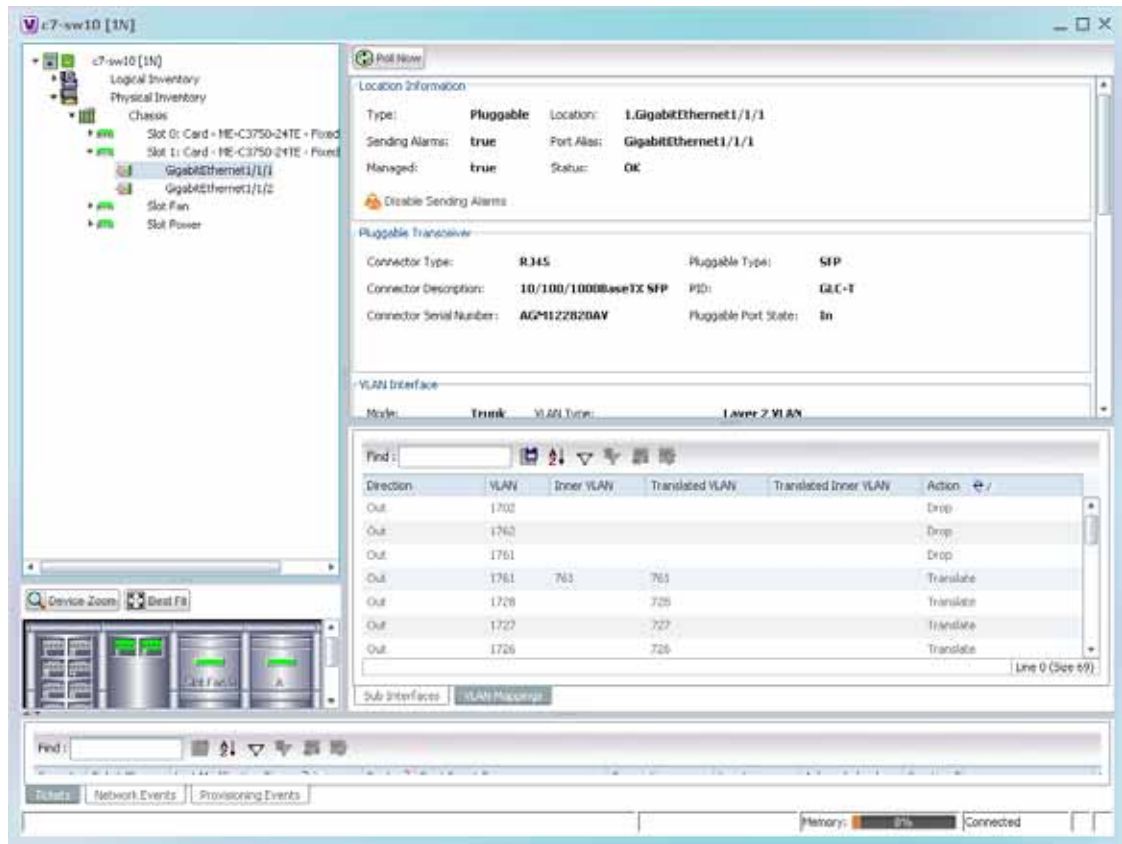 c7-sw10 [1N]
c7-sw10 [1N]
Logical Inventory
Physical Inventory
Chassis
Slot 0: Card - ME-C3750-24TE - Fixed
Slot 1: Card - ME-C3750-24TE - Fixed
GigabitEthernet1/1/1
GigabitEthernet1/1/2
Slot Fan
Slot Power
Poll Now
Location Information
Type: Pluggable Location: 1.GigabitEthernet1/1/1
Sending Alarms: true Port Alias: GigabitEthernet1/1/1
Managed: true Status: OK
Disable Sending Alarms
Pluggable Transceiver
Connector Type: RJ45 Pluggable Type: SFP
Connector Description: 10/100/1000BaseTX SFP PID: GLC-T
Connector Serial Number: AGM122820AV Pluggable Port State: In
VLAN Interface
Mode: Trunk VLAN Type: Layer 2 VLAN
Find :
Direction VLAN Inner VLAN Translated VLAN Translated Inner VLAN Action
Out 1702 Drop
Out 1762 Drop
Out 1761 Drop
Out 1761 761 761 Translate
Out 1728 728 Translate
Out 1727 727 Translate
Out 1726 726 Translate
Line 0 (Size 69)
Sub Interfaces VLAN Mappings
Device Zoom Best Fit
A
Find :
Tickets Network Events Provisioning Events
Memory: Connected